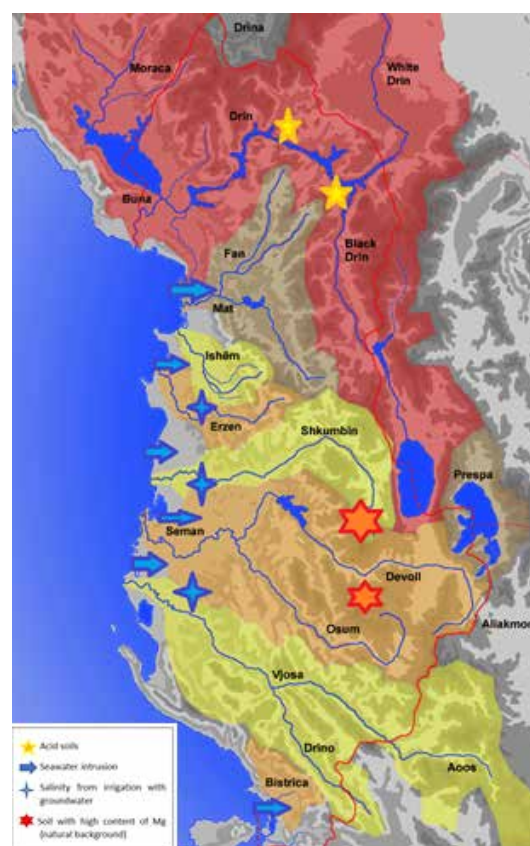 Drina
Moraca
White
Drin
Drin
Buna
Black
Drin
Fan
Mat
Ishëm
Erzen
Shkumbin
Prespa
Seman
Devoll
Osum
Aliakmon
Vjosa
Drino
Aoos
Bistrica
Acid soils
Seawater intrusion
Salinity from irrigation with
groundwater
Soil with high content of Mg
(natural background)